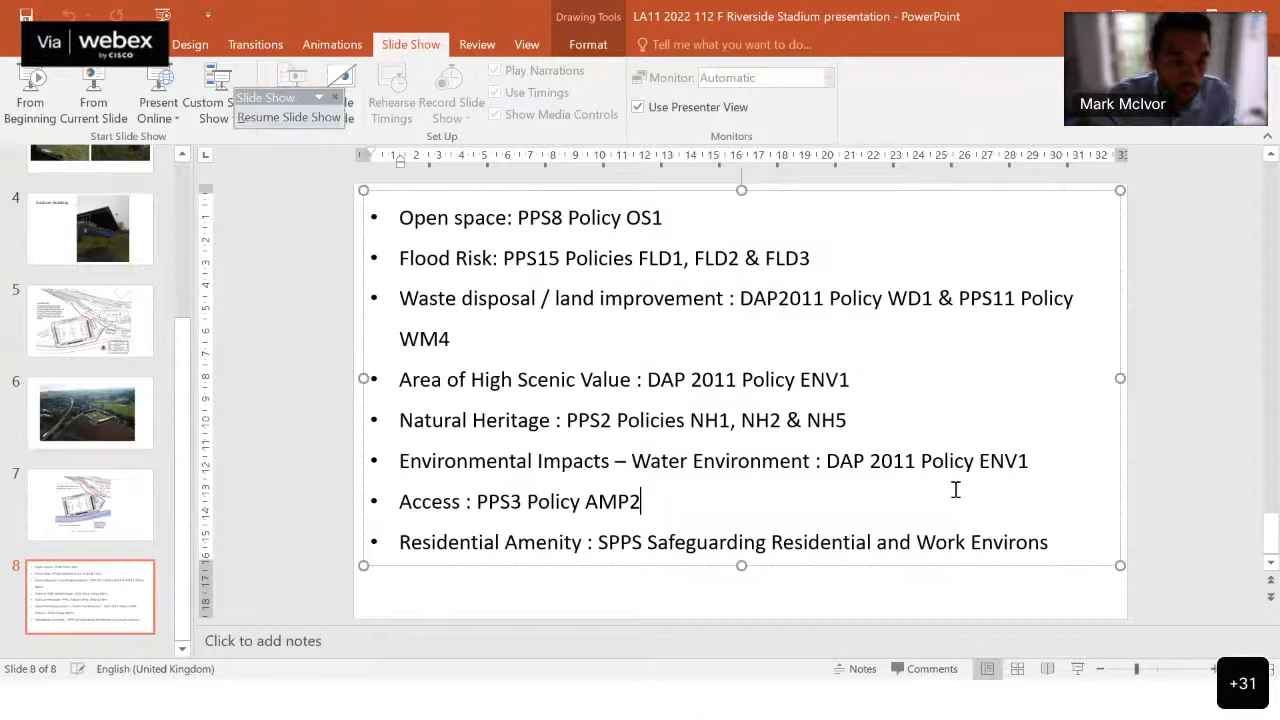 Drawing Tools LA11 2022 112 F Riverside Stadium presentation - PowerPoint
Via webex by CISCO
Design Transitions Animations Slide Show Review View Format Tell me what you want to do...
Play Narrations Monitor: Automatic
Use Timings Use Presenter View
Show Media Controls
Slide Show
Resume Slide Show
From Beginning
From Current
Present Online
Show
Rehearse Timings
Record Slide Show
Start Slide Show Set Up Monitors
Mark McIvor
4
Stadium Building
5
6
7
8
• Open space: PPS8 Policy OS1
• Flood Risk: PPS15 Policies FLD1, FLD2 & FLD3
• Waste disposal / land improvement : DAP2011 Policy WD1 & PPS11 Policy
WM4
• Area of High Scenic Value : DAP 2011 Policy ENV1
• Natural Heritage : PPS2 Policies NH1, NH2 & NH5
• Environmental Impacts – Water Environment : DAP 2011 Policy ENV1
• Access : PPS3 Policy AMP2
• Residential Amenity : SPPS Safeguarding Residential and Work Environs
Click to add notes
Slide 8 of 8 English (United Kingdom) Notes Comments
+31